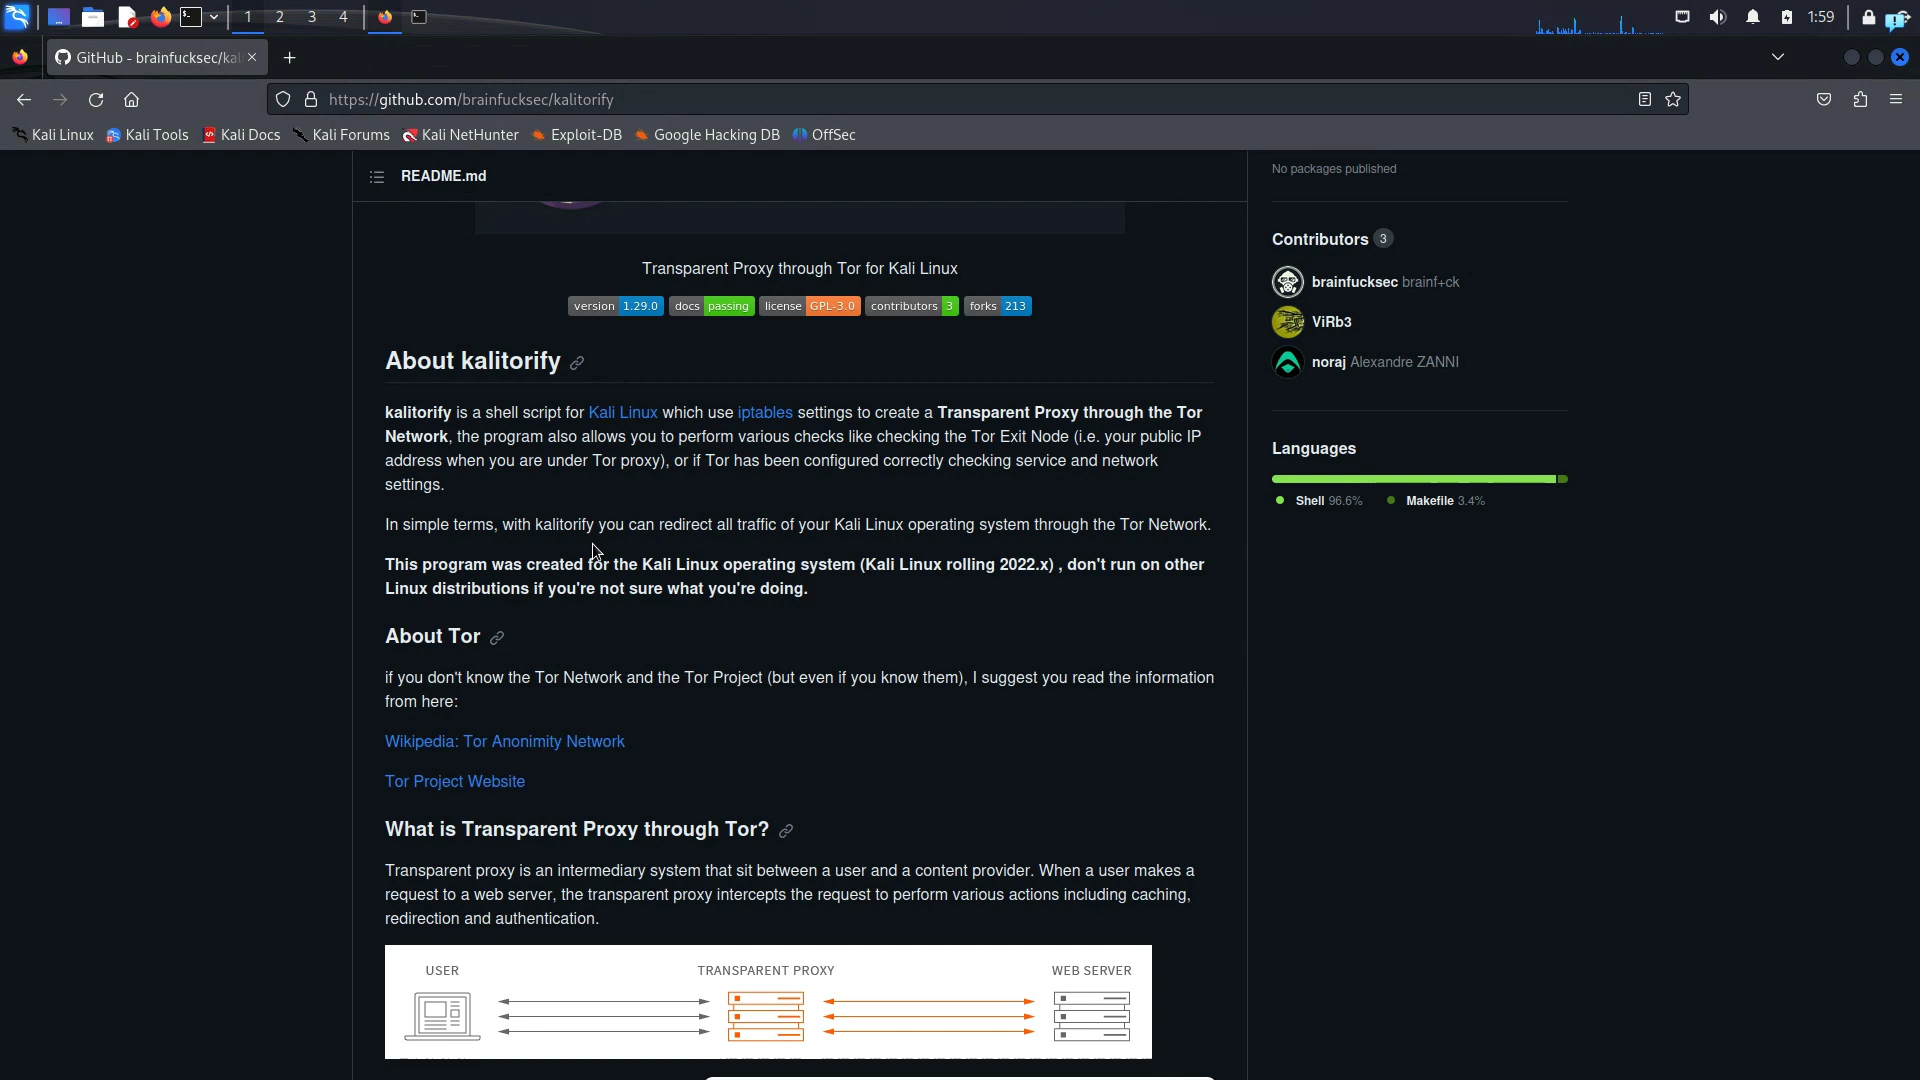 1 2 3 4
1:59
GitHub - brainfucksec/kal
https://github.com/brainfucksec/kalitorify
Kali Linux Kali Tools Kali Docs Kali Forums Kali NetHunter Exploit-DB Google Hacking DB OffSec
README.md
Transparent Proxy through Tor for Kali Linux
version 1.29.0 docs passing license GPL-3.0 contributors 3 forks 213
About kalitorify
kalitorify is a shell script for Kali Linux which use iptables settings to create a Transparent Proxy through the Tor
Network, the program also allows you to perform various checks like checking the Tor Exit Node (i.e. your public IP
address when you are under Tor proxy), or if Tor has been configured correctly checking service and network
settings.
In simple terms, with kalitorify you can redirect all traffic of your Kali Linux operating system through the Tor Network.
This program was created for the Kali Linux operating system (Kali Linux rolling 2022.x) , don't run on other
Linux distributions if you're not sure what you're doing.
About Tor
if you don't know the Tor Network and the Tor Project (but even if you know them), I suggest you read the information
from here:
Wikipedia: Tor Anonimity Network
Tor Project Website
What is Transparent Proxy through Tor?
Transparent proxy is an intermediary system that sit between a user and a content provider. When a user makes a
request to a web server, the transparent proxy intercepts the request to perform various actions including caching,
redirection and authentication.
USER TRANSPARENT PROXY WEB SERVER
No packages published
Contributors 3
brainfucksec brainf+ck
ViRb3
noraj Alexandre ZANNI
Languages
Shell 96.6% Makefile 3.4%